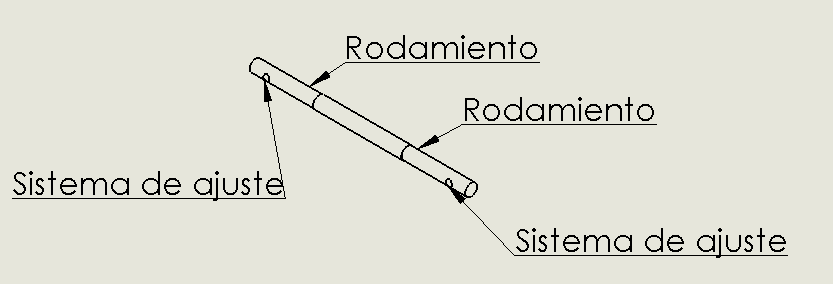 Rodamiento
Rodamiento
Sistema de ajuste
Sistema de ajuste